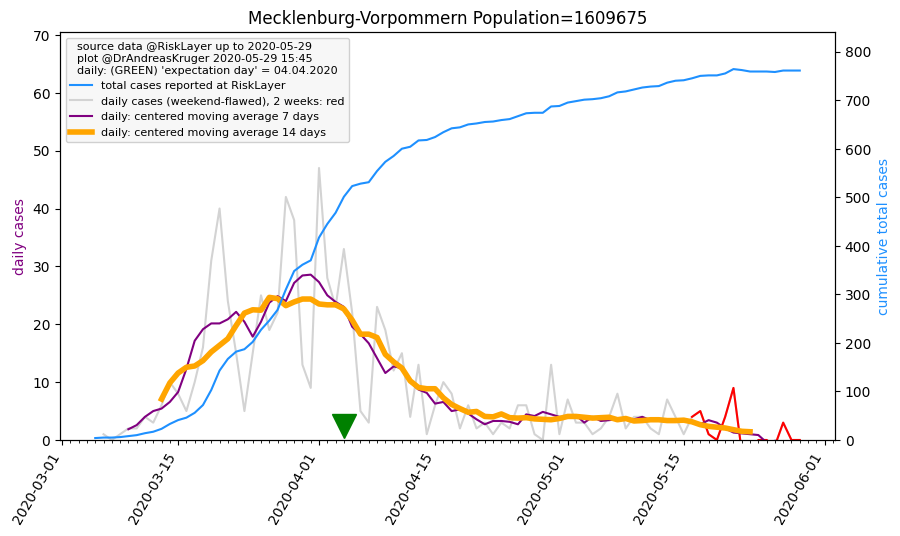 Mecklenburg-Vorpommern Population=1609675
source data @RiskLayer up to 2020-05-29
plot @DrAndreasKruger 2020-05-29 15:45
daily: (GREEN) 'expectation day' = 04.04.2020
total cases reported at RiskLayer
daily cases (weekend-flawed), 2 weeks: red
daily: centered moving average 7 days
daily: centered moving average 14 days
daily cases
70
60
50
40
30
20
10
0
cumulative total cases
800
700
600
500
400
300
200
100
0
2020-03-01
2020-03-15
2020-04-01
2020-04-15
2020-05-01
2020-05-15
2020-06-01